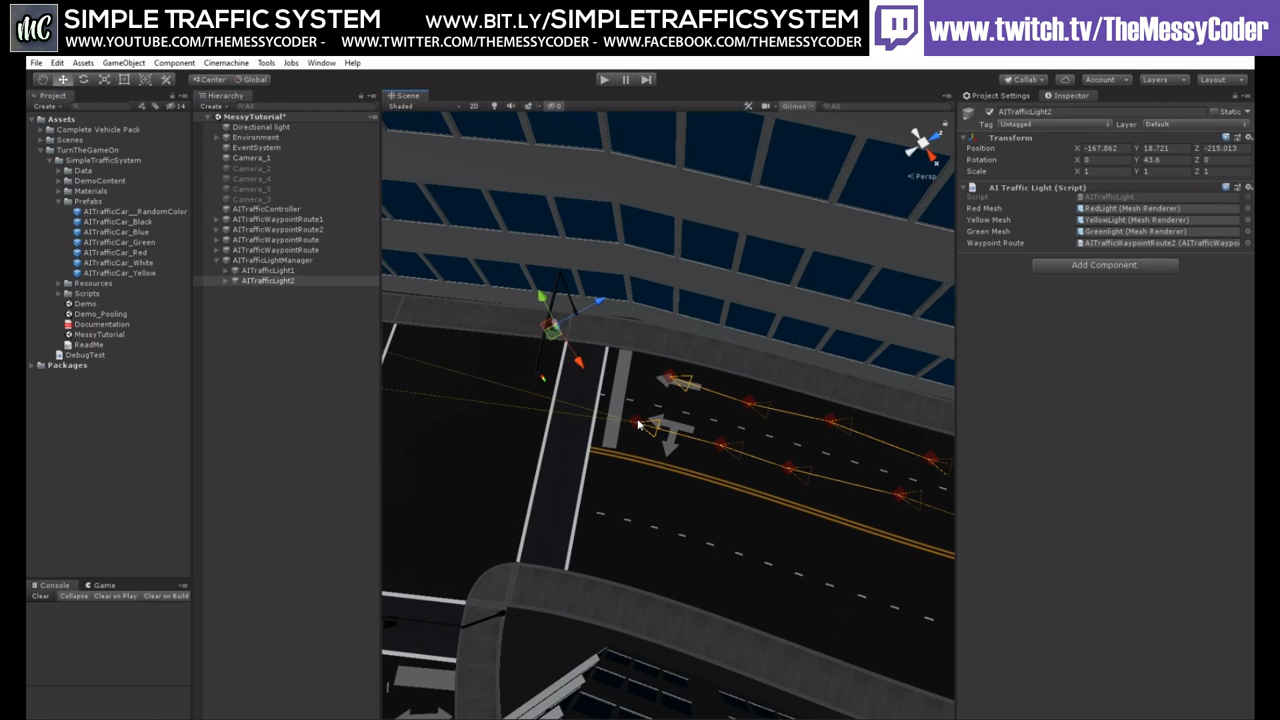 MC
SIMPLE TRAFFIC SYSTEM
WWW.BIT.LY/SIMPLETRAFFICSYSTEM
WWW.YOUTUBE.COM/THEMESSYCODER - WWW.TWITTER.COM/THEMESSYCODER - WWW.FACEBOOK.COM/THEMESSYCODER
www.twitch.tv/TheMessyCoder
File Edit Assets GameObject Component Cinemachine Tools Jobs Window Help
Center Global
Collab Account Layers Layout
Project
Create
14
Assets
Complete Vehicle Pack
Scenes
TurnTheGameOn
SimpleTrafficSystem
Data
DemoContent
Materials
Prefabs
AITrafficCar__RandomColor
AITrafficCar_Black
AITrafficCar_Blue
AITrafficCar_Green
AITrafficCar_Red
AITrafficCar_White
AITrafficCar_Yellow
Resources
Scripts
Demo
Demo_Pooling
Documentation
MessyTutorial
ReadMe
DebugTest
Packages
Console Game
Clear Collapse Clear on Play Clear on Build
Hierarchy
Create All
MessyTutorial*
Directional light
Environment
EventSystem
Camera_1
Camera_2
Camera_4
Camera_5
Camera_3
AITrafficController
AITrafficWaypointRoute1
AITrafficWaypointRoute2
AITrafficWaypointRoute
AITrafficWaypointRoute
AITrafficLightManager
AITrafficLight1
AITrafficLight2
Scene
Shaded 2D 0 Gizmos All
Persp
Project Settings Inspector
AITrafficLight2 Static
Tag Untagged Layer Default
Transform
Position X -167.862 Y 18.721 Z -215.013
Rotation X 0 Y 43.6 Z 0
Scale X 1 Y 1 Z 1
AI Traffic Light (Script)
Script AITrafficLight
Red Mesh RedLight (Mesh Renderer)
Yellow Mesh YellowLight (Mesh Renderer)
Green Mesh Greenlight (Mesh Renderer)
Waypoint Route AITrafficWaypointRoute2 (AITrafficWaypoi
Add Component